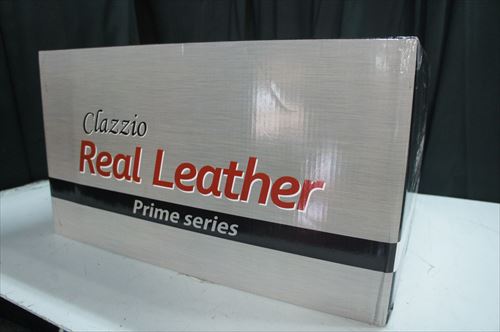 Clazzio
Real Leather
Prime series